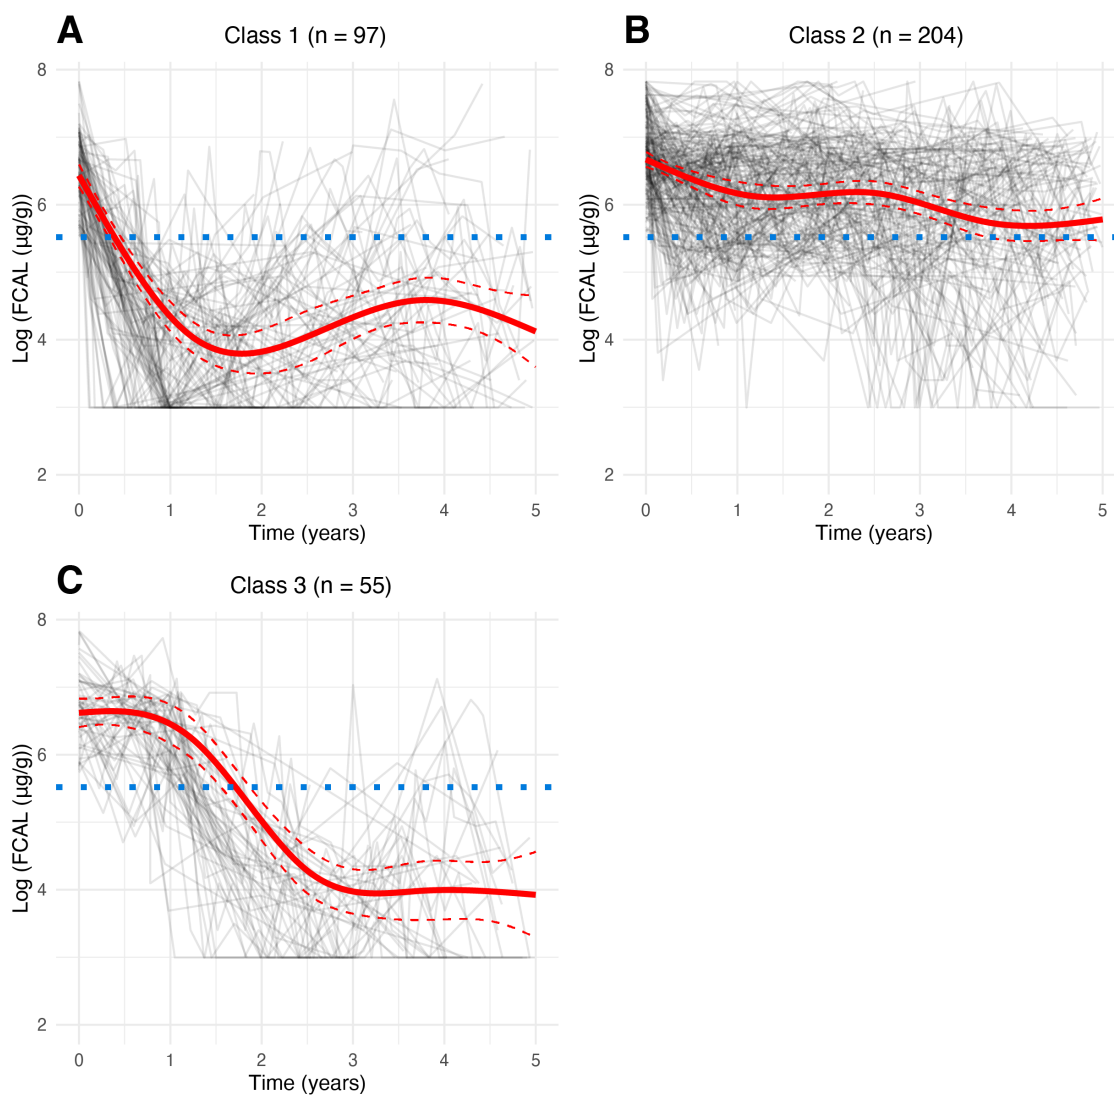 A
Class 1 (n = 97)
8
6
4
2
Log (FCAL (μg/g))
0 1 2 3 4 5
Time (years)
B
Class 2 (n = 204)
8
6
4
2
Log (FCAL (μg/g))
0 1 2 3 4 5
Time (years)
C
Class 3 (n = 55)
8
6
4
2
Log (FCAL (μg/g))
0 1 2 3 4 5
Time (years)